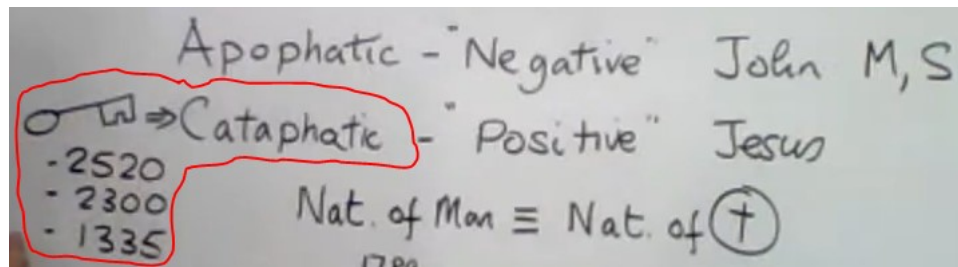 Apophatic - "Negative" John M, S
⇒ Cataphatic - "Positive" Jesus
- 2520
- 2300
- 1335
Nat. of Man ≡ Nat. of †